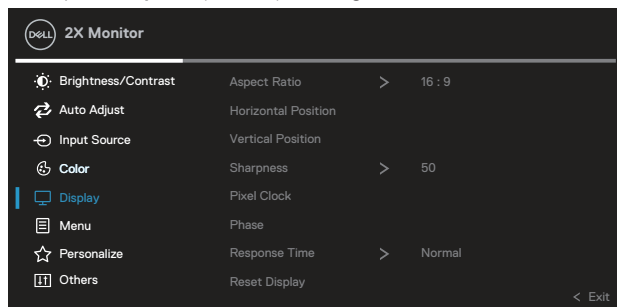 DELL 2X Monitor
Brightness/Contrast Aspect Ratio > 16 : 9
Auto Adjust Horizontal Position
Input Source Vertical Position
Color Sharpness > 50
Display Pixel Clock
Menu Phase
Personalize Response Time > Normal
Others Reset Display
< Exit